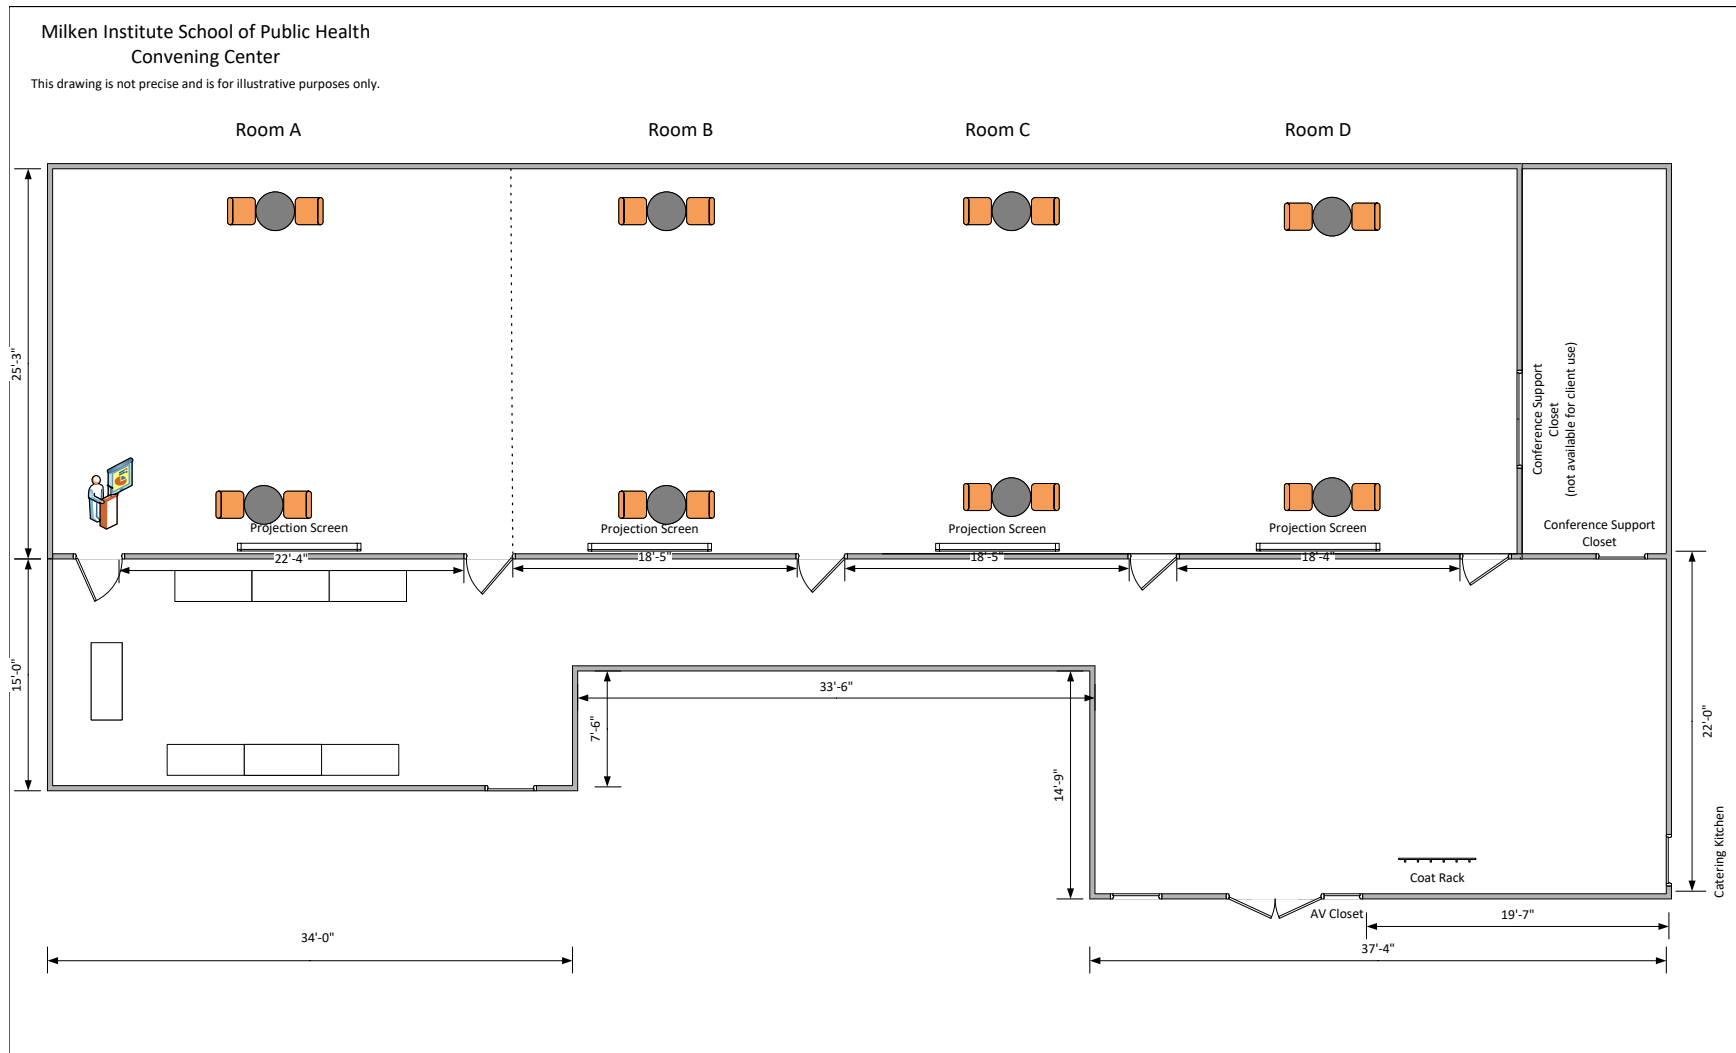 Milken Institute School of Public Health
Convening Center
This drawing is not precise and is for illustrative purposes only.
Room A
Room B
Room C
Room D
25'-3"
Conference Support
Closet
(not available for client use)
Projection Screen
Projection Screen
Projection Screen
Projection Screen
Conference Support
Closet
22'-4"
18'-5"
18'-5"
18'-4"
15'-0"
33'-6"
7'-6"
14'-9"
22'-0"
Catering Kitchen
Coat Rack
AV Closet
19'-7"
34'-0"
37'-4"